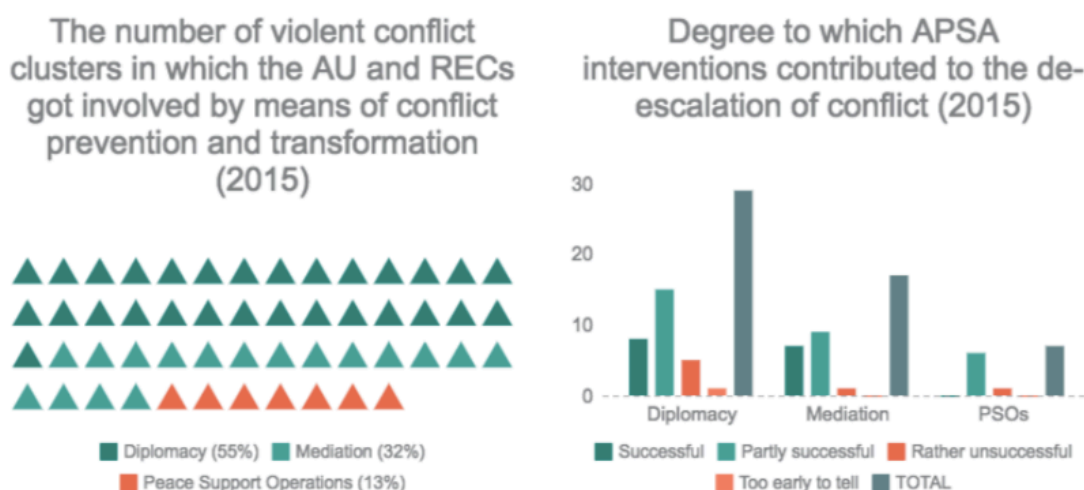 The number of violent conflict
clusters in which the AU and RECs
got involved by means of conflict
prevention and transformation
(2015)
Diplomacy (55%) Mediation (32%)
Peace Support Operations (13%)
Degree to which APSA
interventions contributed to the de-
escalation of conflict (2015)
30
20
10
0
Diplomacy Mediation PSOs
Successful Partly successful Rather unsuccessful
Too early to tell TOTAL